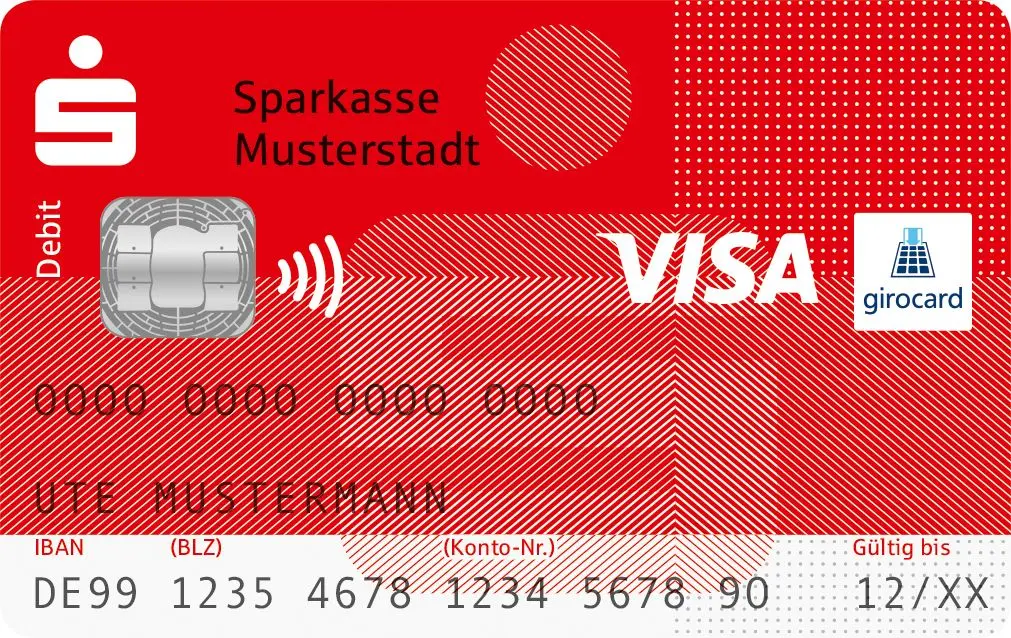 Sparkasse
Musterstadt
Debit
VISA
girocard
0000 0000 0000 0000
UTE MUSTERMANN
IBAN (BLZ) (Konto-Nr.) Gültig bis
DE99 1235 4678 1234 5678 90 12/XX